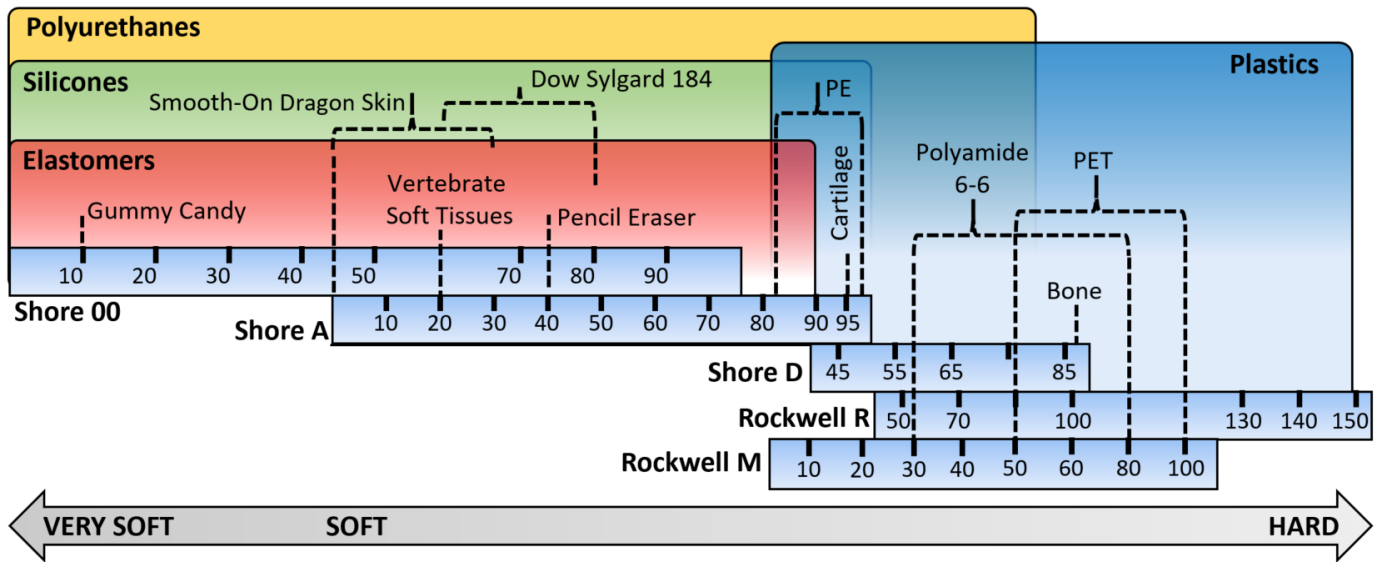 Polyurethanes
Plastics
Silicones
Dow Sylgard 184
PE
Smooth-On Dragon Skin
Elastomers
Polyamide
6-6
PET
Cartilage
Vertebrate
Soft Tissues
Gummy Candy
Pencil Eraser
10 20 30 40 50 70 80 90
Shore 00
Bone
Shore A
10 20 30 40 50 60 70 80 90 95
Shore D
45 55 65 85
Rockwell R
50 70 100 130 140 150
Rockwell M
10 20 30 40 50 60 80 100
VERY SOFT SOFT HARD